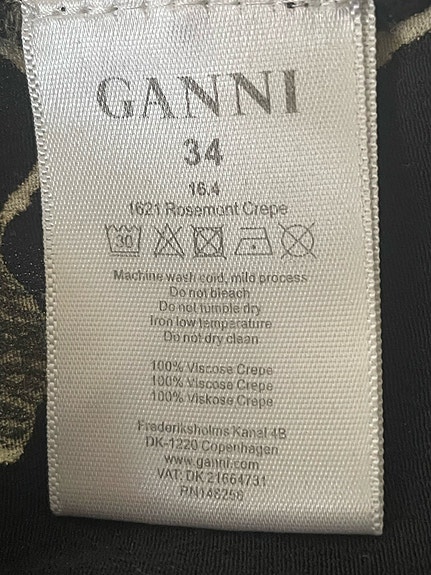 GANNI
34
16.4
1621 Rosemont Crepe
30
Machine wash cold, mild process
Do not bleach
Do not tumble dry
Iron low temperature
Do not dry clean
100% Viscose Crepe
100% Viscose Crepe
100% Viskose Crepe
Frederiksholms Kanal 4B
DK-1220 Copenhagen
www.ganni.com
VAT: DK 21664731
RN148258